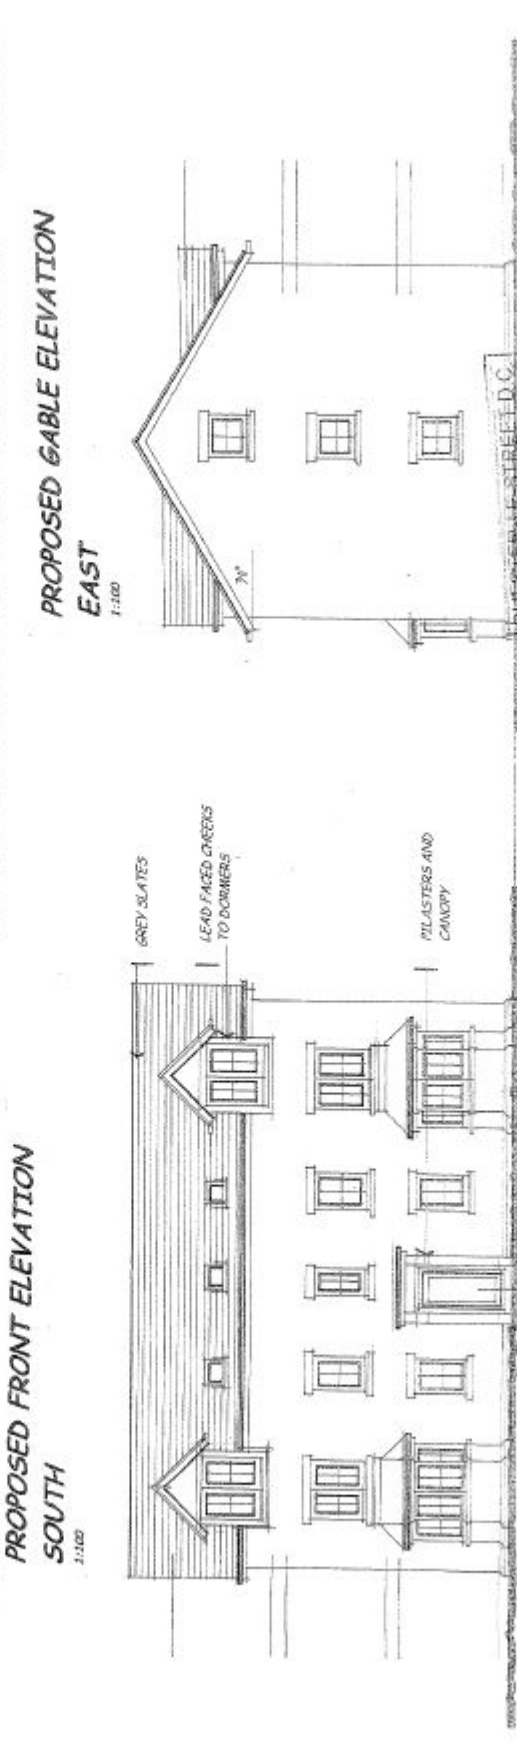 PROPOSED FRONT ELEVATION
SOUTH
1:100
GREY SLATES
LEAD FACED CHEEKS
TO DORMERS
PILASTERS AND
CANOPY
PROPOSED GABLE ELEVATION
EAST
1:100
STREET D.C.